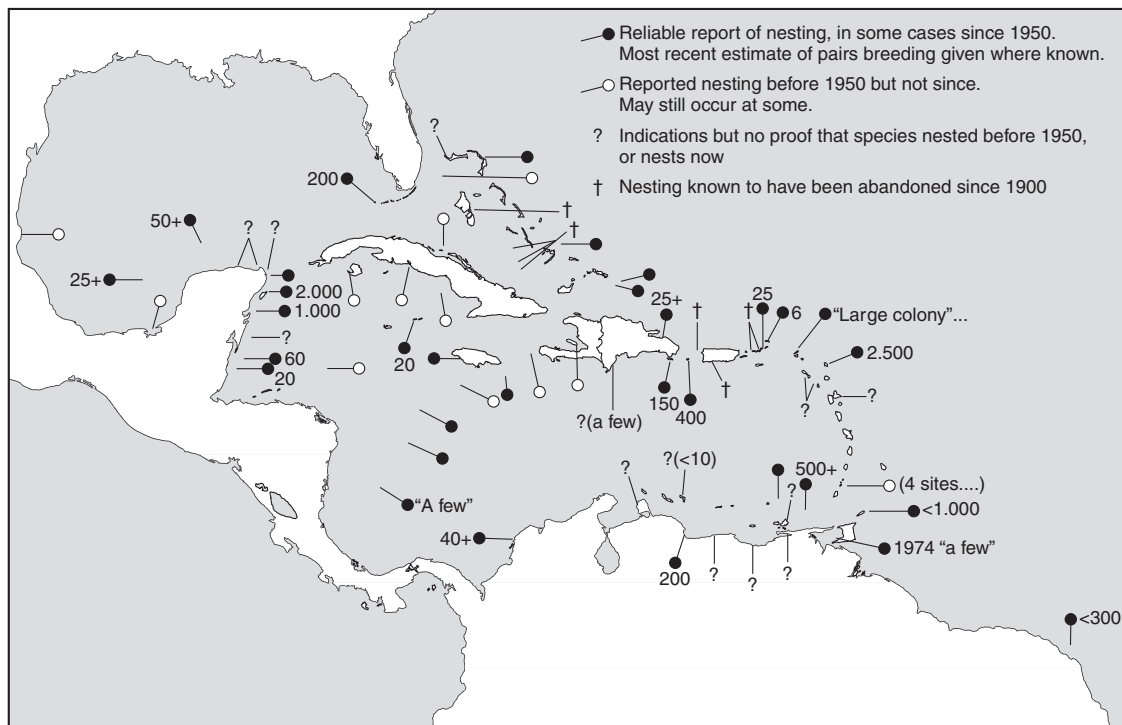 Reliable report of nesting, in some cases since 1950.
Most recent estimate of pairs breeding given where known.
Reported nesting before 1950 but not since.
May still occur at some.
? Indications but no proof that species nested before 1950,
or nests now
† Nesting known to have been abandoned since 1900
?
200
†
†
50+
? ?
25+
2.000
1.000
?
60
20
20
25+
†
†
25
6
"Large colony"...
2.500
150
400
†
?(a few)
?
?
"A few"
40+
?
?(<10)
500+
?
(4 sites....)
<1.000
1974 "a few"
200
?
?
?
<300